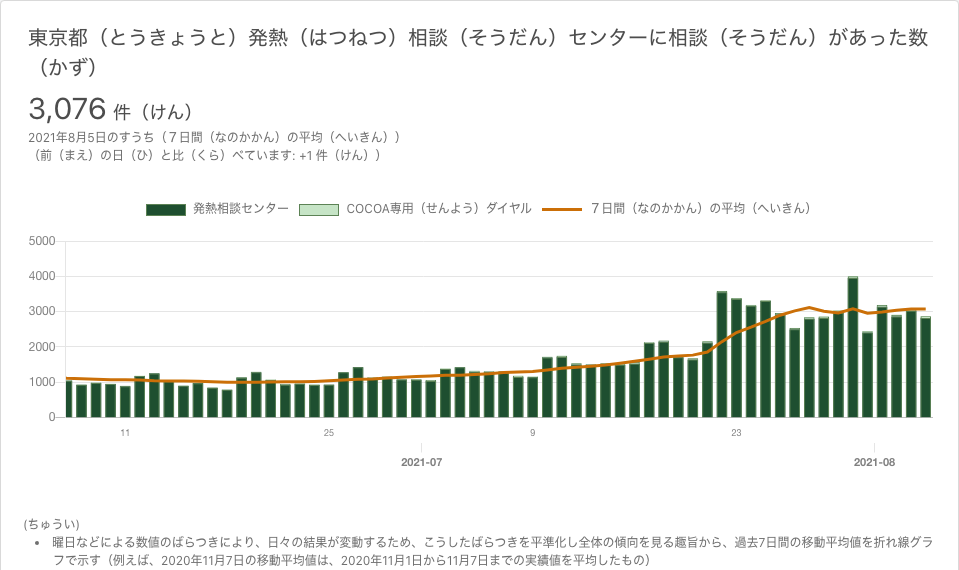 東京都（とうきょうと）発熱（はつねつ）相談（そうだん）センターに相談（そうだん）があった数
（かず）
3,076 件（けん）
2021年8月5日のすうち（７日間（なのかかん）の平均（へいきん））
（前（まえ）の日（ひ）と比（くら）べています: +1 件（けん））
発熱相談センター COCOA専用（せんよう）ダイヤル ７日間（なのかかん）の平均（へいきん）
5000
4000
3000
2000
1000
0
11 25 9 23
2021-07 2021-08
(ちゅうい)
• 曜日などによる数値のばらつきにより、日々の結果が変動するため、こうしたばらつきを平準化し全体の傾向を見る趣旨から、過去7日間の移動平均値を折れ線グラ
フで示す（例えば、2020年11月7日の移動平均値は、2020年11月1日から11月7日までの実績値を平均したもの）